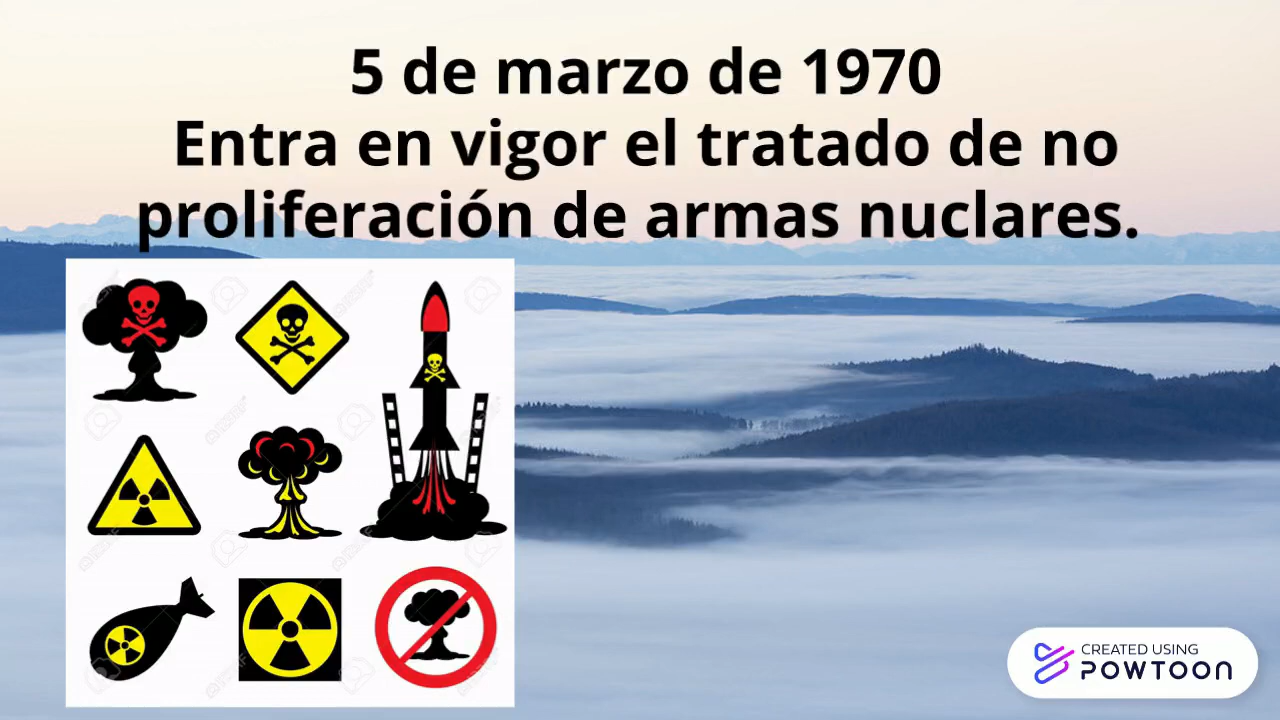 5 de marzo de 1970
Entra en vigor el tratado de no
proliferación de armas nuclares.
CREATED USING
POWTOON